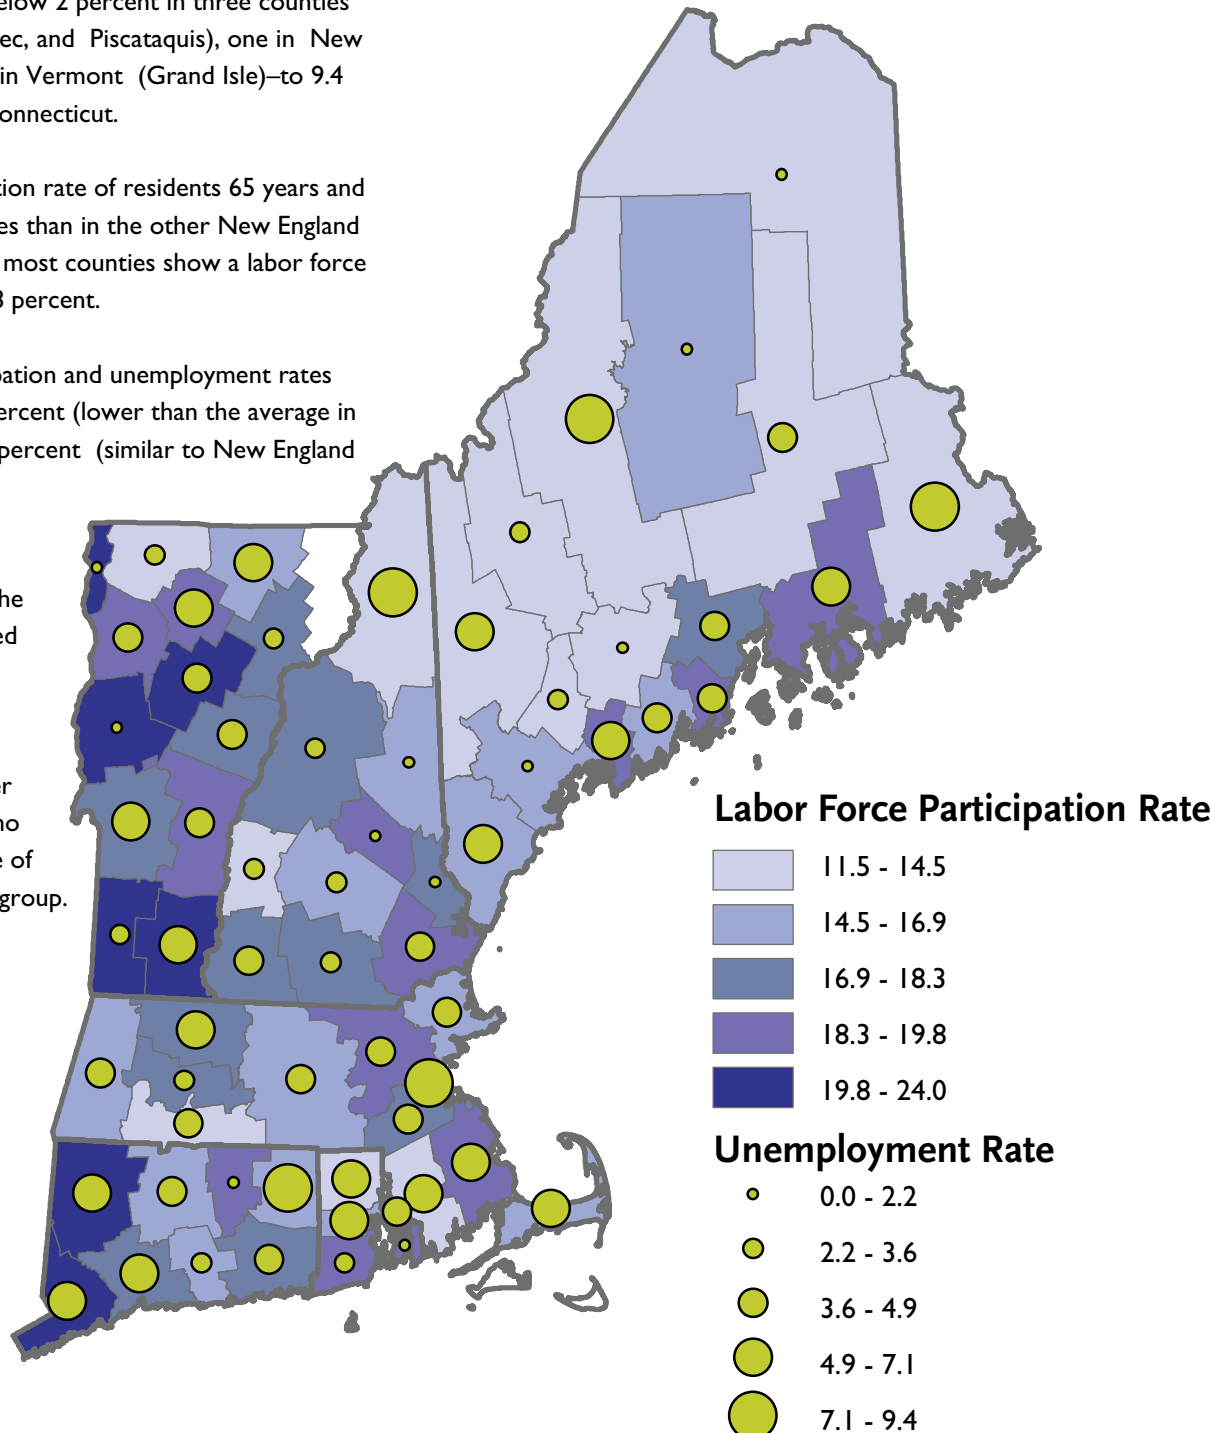 elow 2 percent in three counties
ec, and Piscataquis), one in New
in Vermont (Grand Isle)–to 9.4
onnecticut.
tion rate of residents 65 years and
es than in the other New England
most counties show a labor force
percent.
pation and unemployment rates
ercent (lower than the average in
percent (similar to New England
he
ed
er
no
e of
group.
Labor Force Participation Rate
11.5 - 14.5
14.5 - 16.9
16.9 - 18.3
18.3 - 19.8
19.8 - 24.0
Unemployment Rate
0.0 - 2.2
2.2 - 3.6
3.6 - 4.9
4.9 - 7.1
7.1 - 9.4